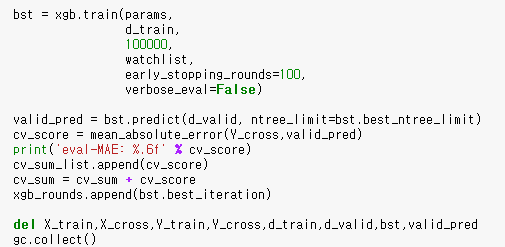 bst = xgb.train(params,
d_train,
100000,
watchlist,
early_stopping_rounds=100,
verbose_eval=False)
valid_pred = bst.predict(d_valid, ntree_limit=bst.best_ntree_limit)
cv_score = mean_absolute_error(Y_cross,valid_pred)
print('eval-MAE: %.6f' % cv_score)
cv_sum_list.append(cv_score)
cv_sum = cv_sum + cv_score
xgb_rounds.append(bst.best_iteration)
del X_train,X_cross,Y_train,Y_cross,d_train,d_valid,bst,valid_pred
gc.collect()